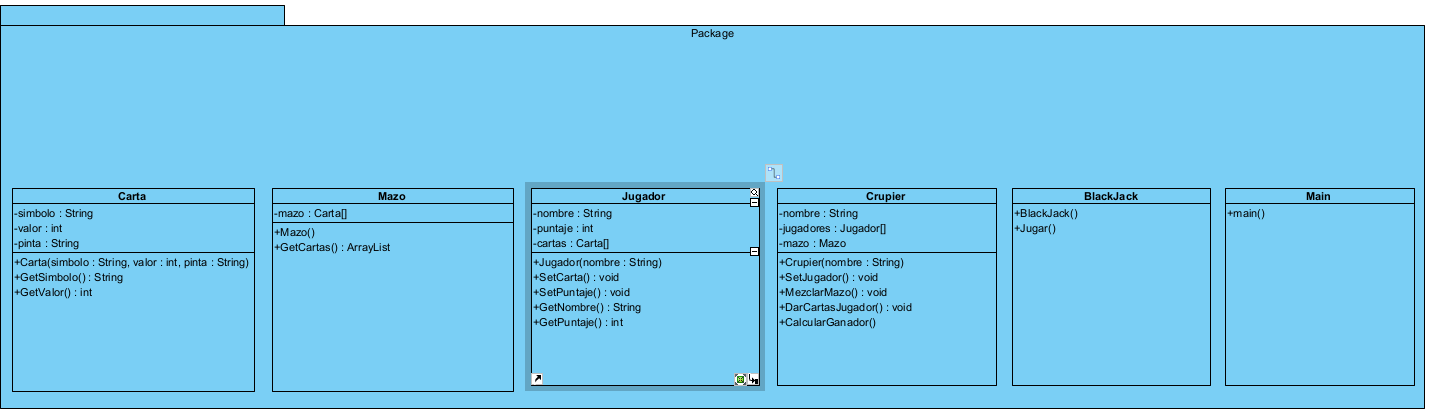 Package
Carta
-simbolo : String
-valor : int
-pinta : String
+Carta(simbolo : String, valor : int, pinta : String)
+GetSimbolo() : String
+GetValor() : int
Mazo
-mazo : Carta[]
+Mazo()
+GetCartas() : ArrayList
Jugador
-nombre : String
-puntaje : int
-cartas : Carta[]
+Jugador(nombre : String)
+SetCarta() : void
+SetPuntaje() : void
+GetNombre() : String
+GetPuntaje() : int
Crupier
-nombre : String
-jugadores : Jugador[]
-mazo : Mazo
+Crupier(nombre : String)
+SetJugador() : void
+MezclarMazo() : void
+DarCartasJugador() : void
+CalcularGanador()
BlackJack
+BlackJack()
+Jugar()
Main
+main()